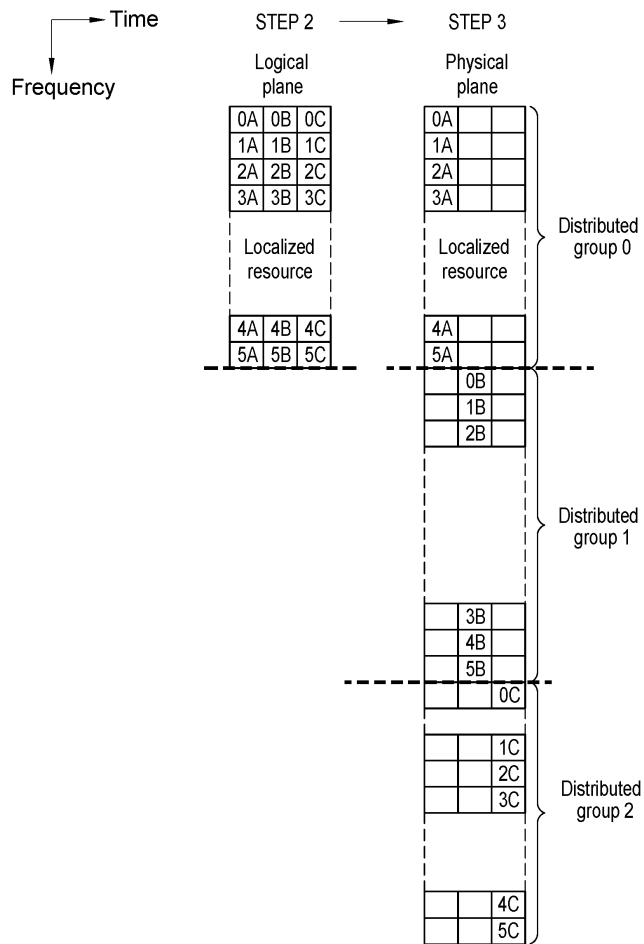 Time
STEP 2
STEP 3
Frequency
Logical
plane
Physical
plane
0A 0B 0C
1A 1B 1C
2A 2B 2C
3A 3B 3C
Localized
resource
4A 4B 4C
5A 5B 5C
0A
1A
2A
3A
Localized
resource
4A
5A
Distributed
group 0
0B
1B
2B
3B
4B
5B
Distributed
group 1
0C
1C
2C
3C
4C
5C
Distributed
group 2